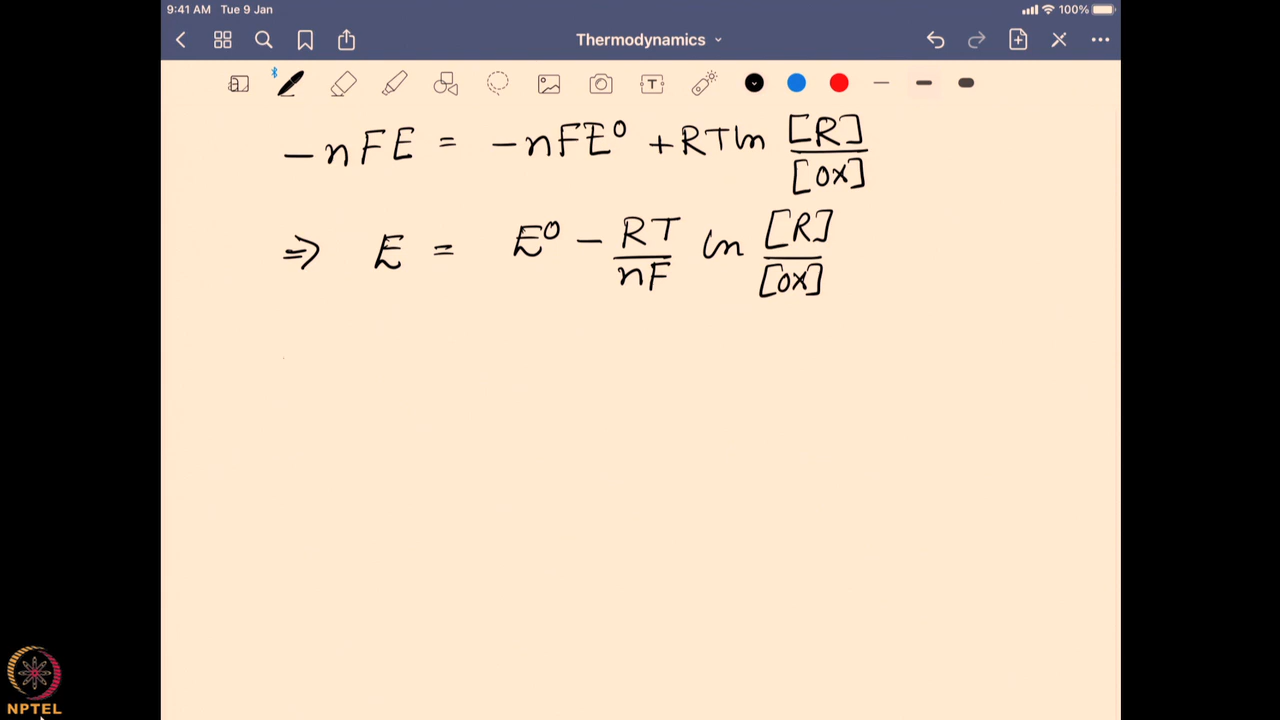 9:41 AM Tue 9 Jan 100%
Thermodynamics
T
-nFE = -nFE⁰ + RT ln [R]/[OX]
⇒ E = E⁰ - RT/nF ln [R]/[OX]
NPTEL